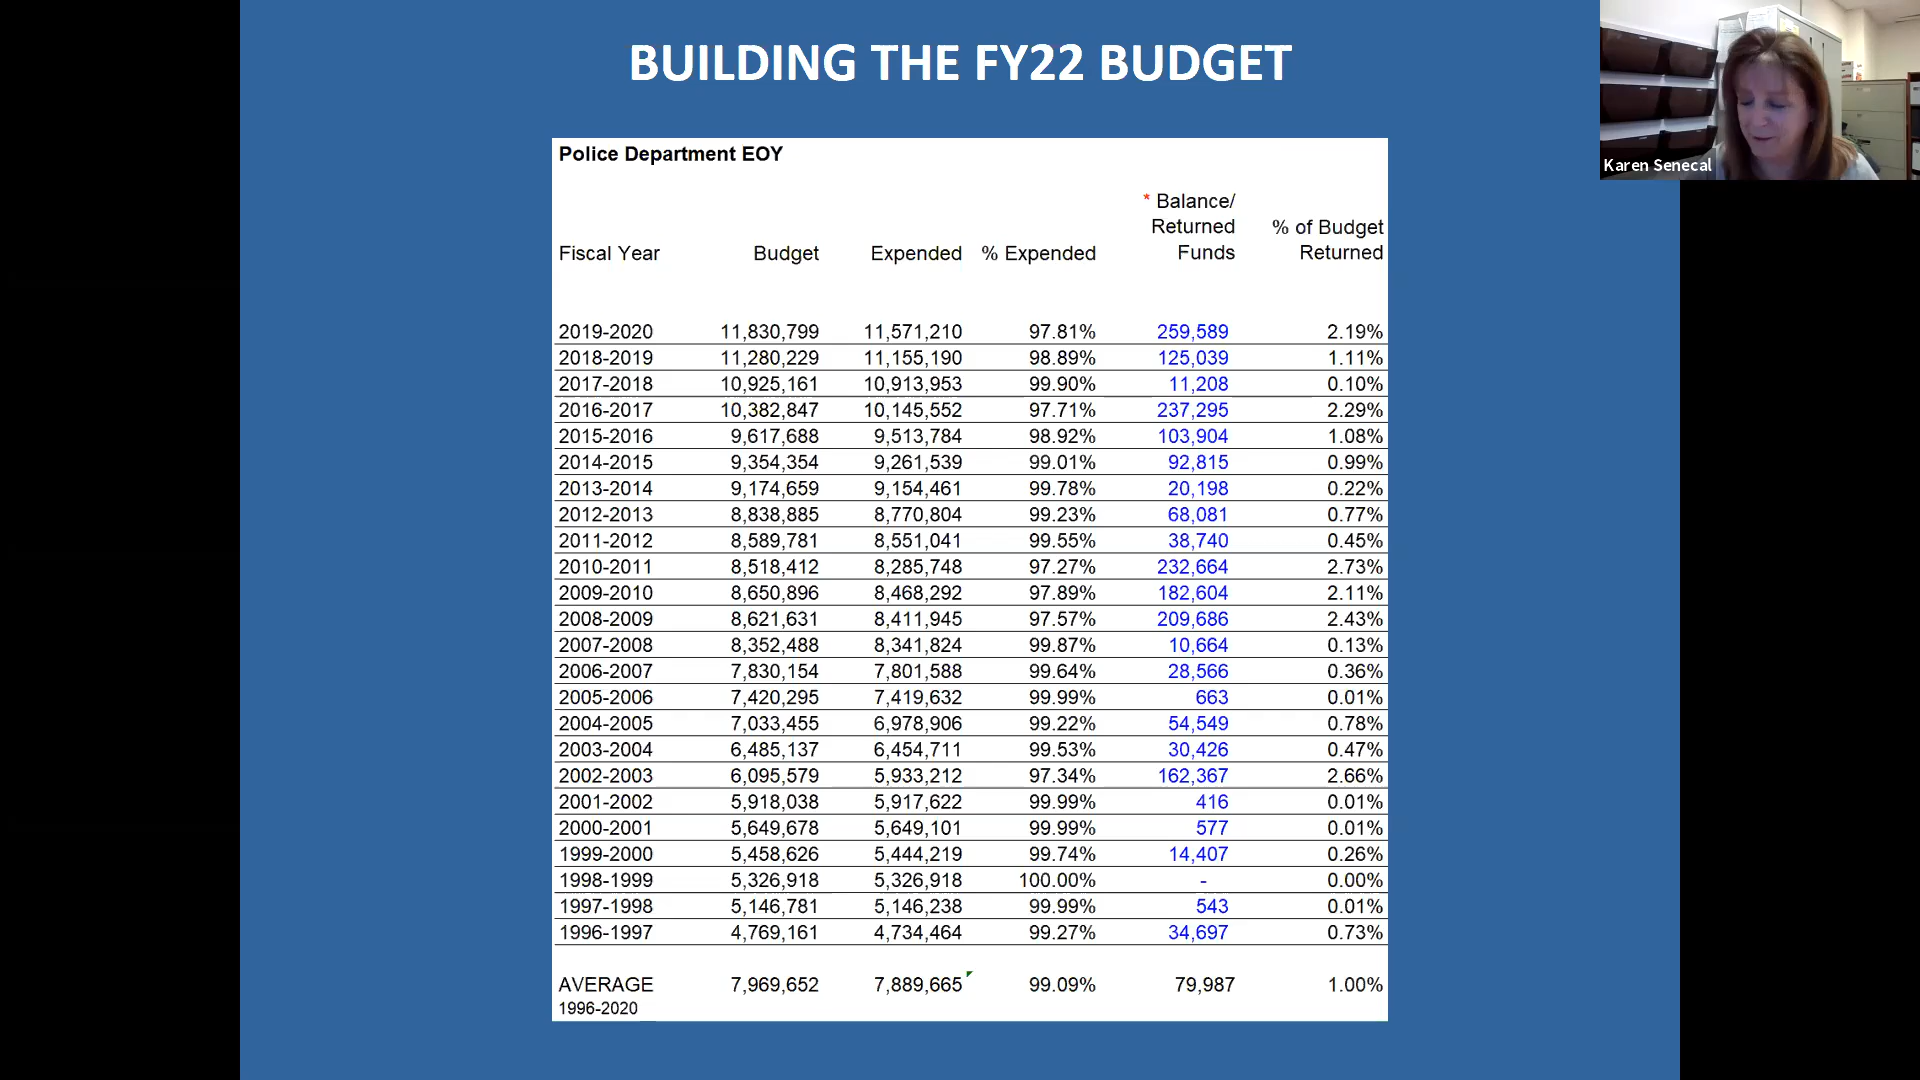 BUILDING THE FY22 BUDGET
Karen Senecal
Police Department EOY
Fiscal Year Budget Expended % Expended * Balance/ Returned Funds % of Budget Returned
2019-2020 11,830,799 11,571,210 97.81% 259,589 2.19%
2018-2019 11,280,229 11,155,190 98.89% 125,039 1.11%
2017-2018 10,925,161 10,913,953 99.90% 11,208 0.10%
2016-2017 10,382,847 10,145,552 97.71% 237,295 2.29%
2015-2016 9,617,688 9,513,784 98.92% 103,904 1.08%
2014-2015 9,354,354 9,261,539 99.01% 92,815 0.99%
2013-2014 9,174,659 9,154,461 99.78% 20,198 0.22%
2012-2013 8,838,885 8,770,804 99.23% 68,081 0.77%
2011-2012 8,589,781 8,551,041 99.55% 38,740 0.45%
2010-2011 8,518,412 8,285,748 97.27% 232,664 2.73%
2009-2010 8,650,896 8,468,292 97.89% 182,604 2.11%
2008-2009 8,621,631 8,411,945 97.57% 209,686 2.43%
2007-2008 8,352,488 8,341,824 99.87% 10,664 0.13%
2006-2007 7,830,154 7,801,588 99.64% 28,566 0.36%
2005-2006 7,420,295 7,419,632 99.99% 663 0.01%
2004-2005 7,033,455 6,978,906 99.22% 54,549 0.78%
2003-2004 6,485,137 6,454,711 99.53% 30,426 0.47%
2002-2003 6,095,579 5,933,212 97.34% 162,367 2.66%
2001-2002 5,918,038 5,917,622 99.99% 416 0.01%
2000-2001 5,649,678 5,649,101 99.99% 577 0.01%
1999-2000 5,458,626 5,444,219 99.74% 14,407 0.26%
1998-1999 5,326,918 5,326,918 100.00% - 0.00%
1997-1998 5,146,781 5,146,238 99.99% 543 0.01%
1996-1997 4,769,161 4,734,464 99.27% 34,697 0.73%
AVERAGE 7,969,652 7,889,665 99.09% 79,987 1.00%
1996-2020